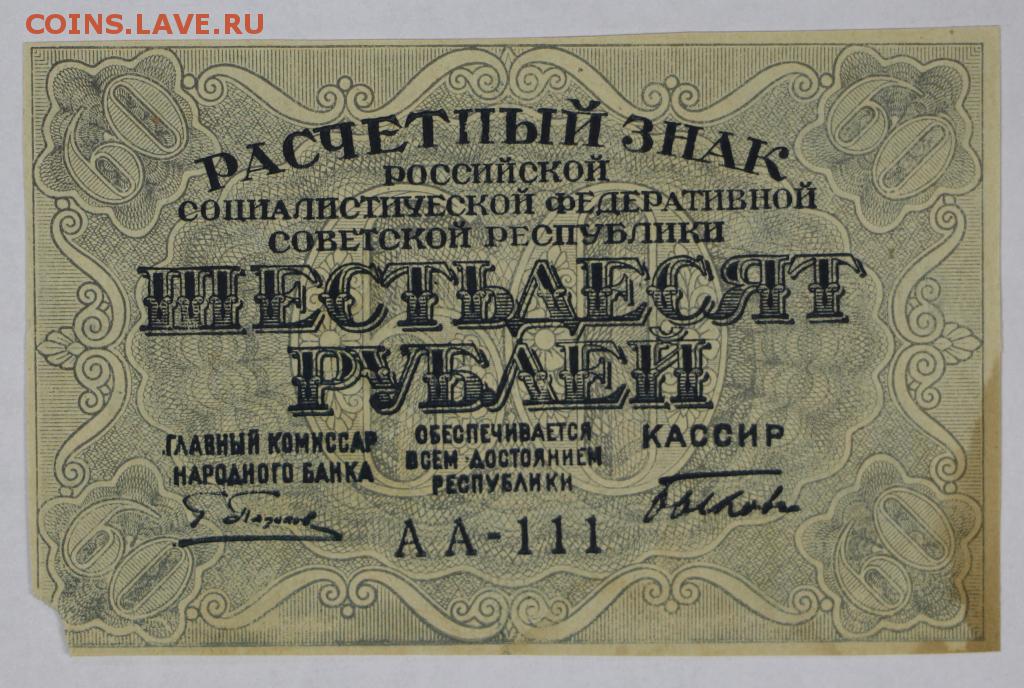 COINS.LAVE.RU
60 60
РАСЧЕТНЫЙ ЗНАК
РОССИЙСКОЙ
СОЦИАЛИСТИЧЕСКОЙ ФЕДЕРАТИВНОЙ
СОВЕТСКОЙ РЕСПУБЛИКИ
ШЕСТЬДЕСЯТ
РУБЛЕЙ
ГЛАВНЫЙ КОМИССАР
НАРОДНОГО БАНКА
ОБЕСПЕЧИВАЕТСЯ
ВСЕМ ДОСТОЯНИЕМ
РЕСПУБЛИКИ
КАССИР
АА-111
60 60